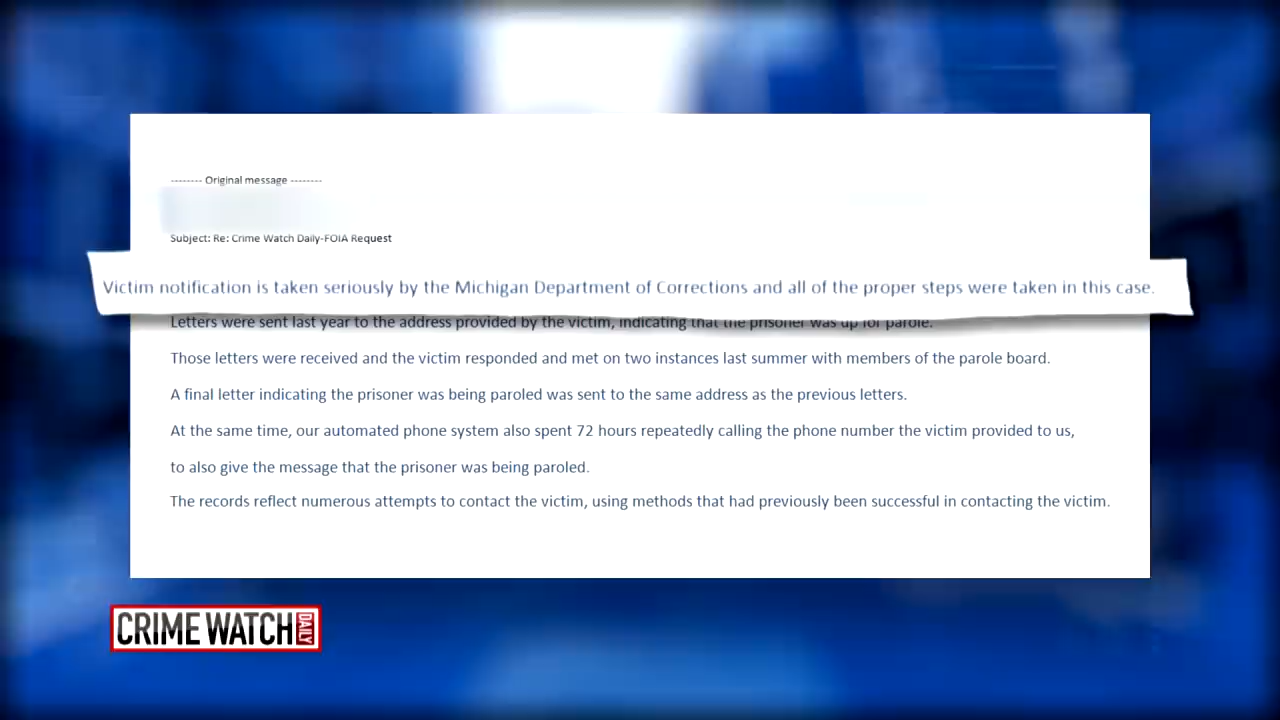 -------- Original message --------
Subject: Re: Crime Watch Daily-FOIA Request
Victim notification is taken seriously by the Michigan Department of Corrections and all of the proper steps were taken in this case.
Letters were sent last year to the address provided by the victim, indicating that the prisoner was up for parole.
Those letters were received and the victim responded and met on two instances last summer with members of the parole board.
A final letter indicating the prisoner was being paroled was sent to the same address as the previous letters.
At the same time, our automated phone system also spent 72 hours repeatedly calling the phone number the victim provided to us,
to also give the message that the prisoner was being paroled.
The records reflect numerous attempts to contact the victim, using methods that had previously been successful in contacting the victim.
CRIME WATCH DAILY